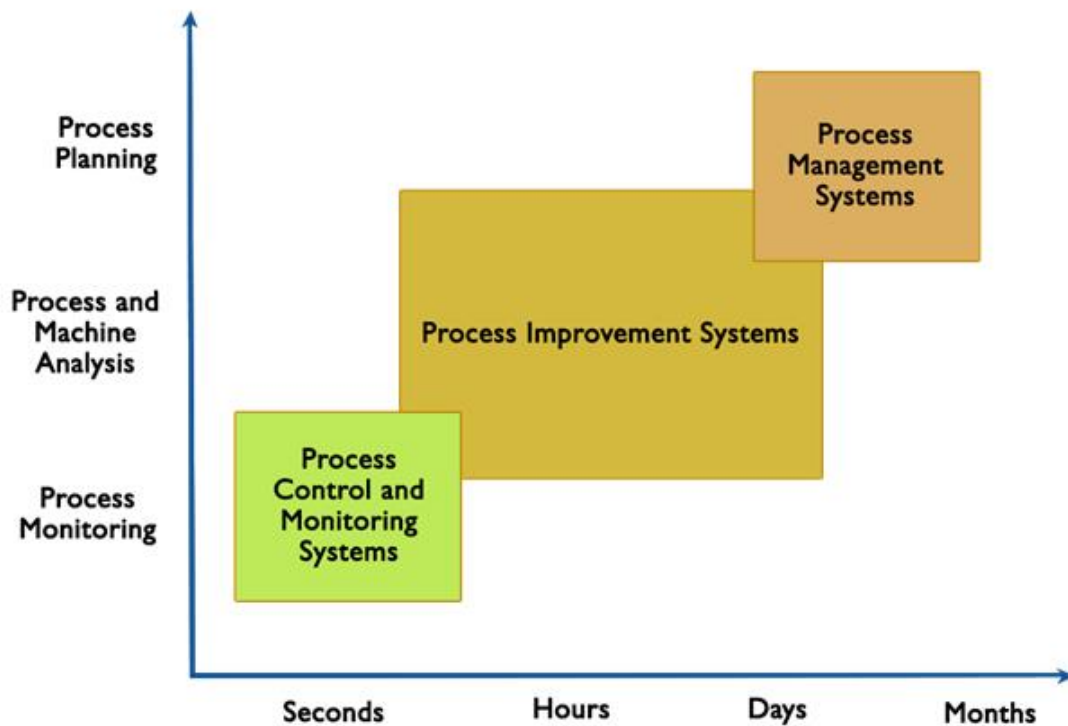 Process
Planning
Process
Management
Systems
Process and
Machine
Analysis
Process Improvement Systems
Process
Monitoring
Process
Control and
Monitoring
Systems
Seconds
Hours
Days
Months